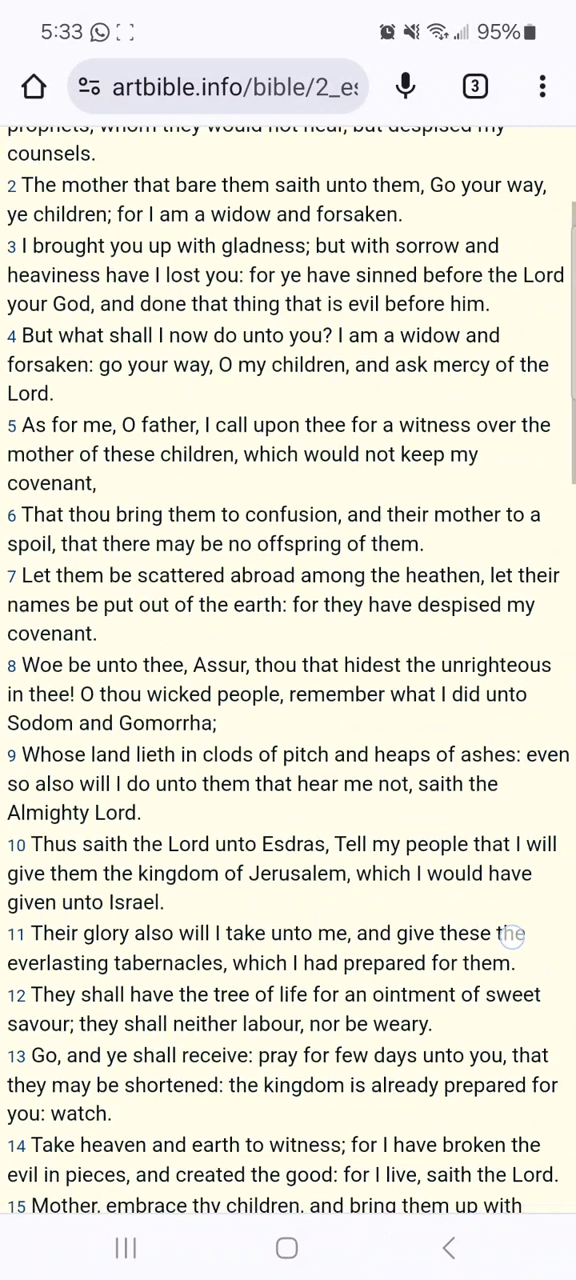 5:33
95%
artbible.info/bible/2_es
3
prophets, whom they would not hear, but despised my
counsels.
2 The mother that bare them saith unto them, Go your way,
ye children; for I am a widow and forsaken.
3 I brought you up with gladness; but with sorrow and
heaviness have I lost you: for ye have sinned before the Lord
your God, and done that thing that is evil before him.
4 But what shall I now do unto you? I am a widow and
forsaken: go your way, O my children, and ask mercy of the
Lord.
5 As for me, O father, I call upon thee for a witness over the
mother of these children, which would not keep my
covenant,
6 That thou bring them to confusion, and their mother to a
spoil, that there may be no offspring of them.
7 Let them be scattered abroad among the heathen, let their
names be put out of the earth: for they have despised my
covenant.
8 Woe be unto thee, Assur, thou that hidest the unrighteous
in thee! O thou wicked people, remember what I did unto
Sodom and Gomorrha;
9 Whose land lieth in clods of pitch and heaps of ashes: even
so also will I do unto them that hear me not, saith the
Almighty Lord.
10 Thus saith the Lord unto Esdras, Tell my people that I will
give them the kingdom of Jerusalem, which I would have
given unto Israel.
11 Their glory also will I take unto me, and give these the
everlasting tabernacles, which I had prepared for them.
12 They shall have the tree of life for an ointment of sweet
savour; they shall neither labour, nor be weary.
13 Go, and ye shall receive: pray for few days unto you, that
they may be shortened: the kingdom is already prepared for
you: watch.
14 Take heaven and earth to witness; for I have broken the
evil in pieces, and created the good: for I live, saith the Lord.
15 Mother, embrace thy children, and bring them up with